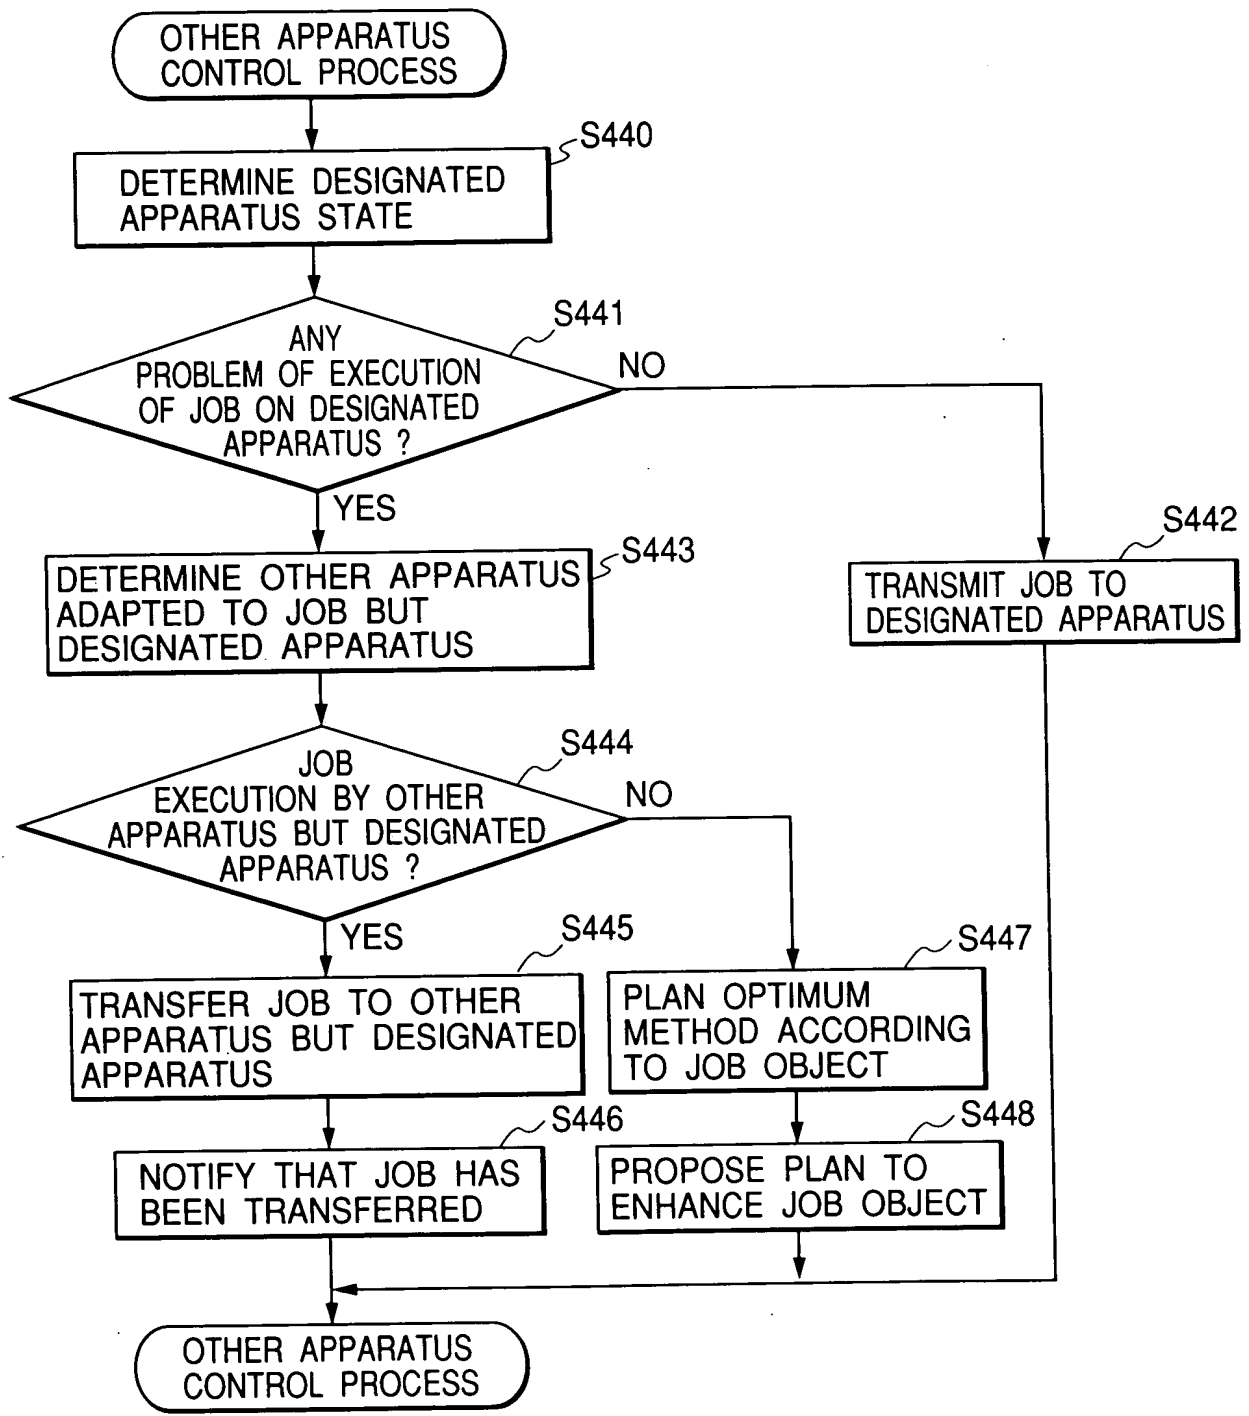 OTHER APPARATUS
CONTROL PROCESS
S440
DETERMINE DESIGNATED
APPARATUS STATE
S441
ANY
PROBLEM OF EXECUTION
OF JOB ON DESIGNATED
APPARATUS ?
NO
YES
S442
TRANSMIT JOB TO
DESIGNATED APPARATUS
S443
DETERMINE OTHER APPARATUS
ADAPTED TO JOB BUT
DESIGNATED APPARATUS
S444
JOB
EXECUTION BY OTHER
APPARATUS BUT DESIGNATED
APPARATUS ?
NO
YES
S445
TRANSFER JOB TO OTHER
APPARATUS BUT DESIGNATED
APPARATUS
S447
PLAN OPTIMUM
METHOD ACCORDING
TO JOB OBJECT
S446
NOTIFY THAT JOB HAS
BEEN TRANSFERRED
S448
PROPOSE PLAN TO
ENHANCE JOB OBJECT
OTHER APPARATUS
CONTROL PROCESS